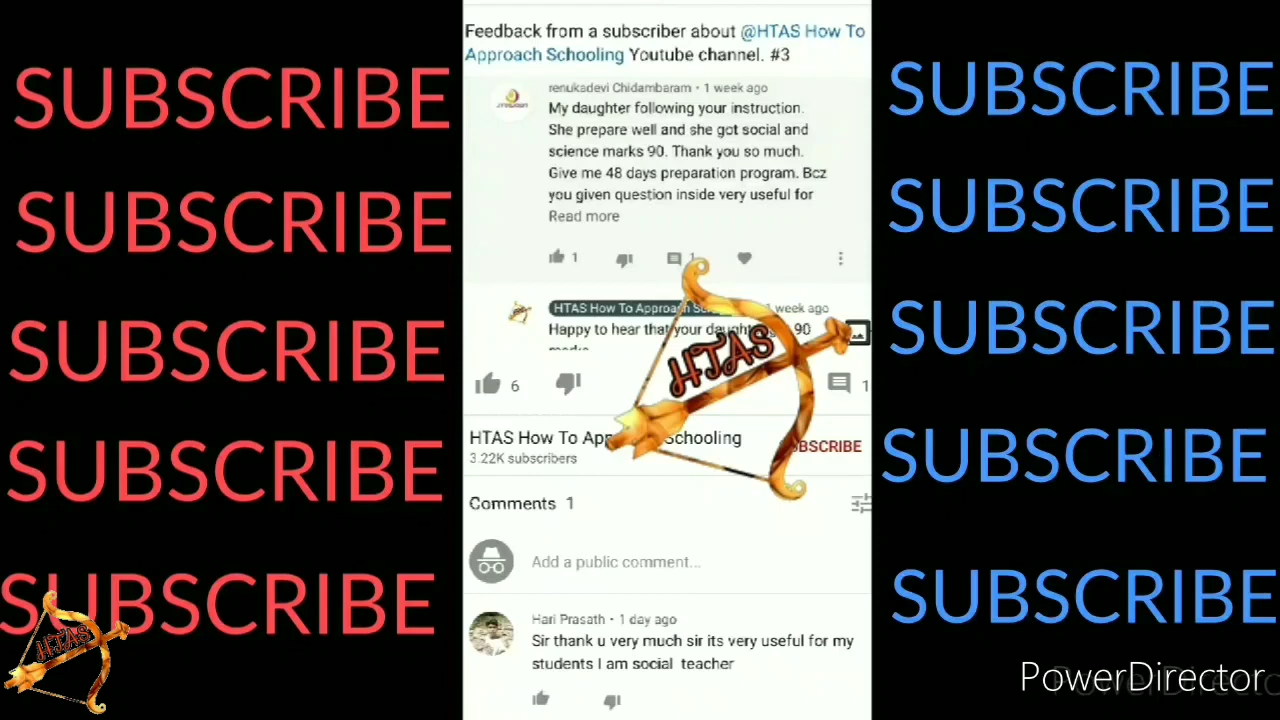 SUBSCRIBE
SUBSCRIBE
SUBSCRIBE
SUBSCRIBE
SUBSCRIBE
Feedback from a subscriber about @HTAS How To
Approach Schooling Youtube channel. #3
renukadevi Chidambaram • 1 week ago
My daughter following your instruction.
She prepare well and she got social and
science marks 90. Thank you so much.
Give me 48 days preparation program. Bcz
you given question inside very useful for
Read more
1
1
HTAS How To Approach 1 week ago
Happy to hear that your 90
HTAS
6
1
HTAS How To Schooling
3.22K subscribers
SUBSCRIBE
Comments 1
Add a public comment...
Hari Prasath • 1 day ago
Sir thank u very much sir its very useful for my
students I am social teacher
SUBSCRIBE
SUBSCRIBE
SUBSCRIBE
SUBSCRIBE
SUBSCRIBE
HTAS
PowerDirector